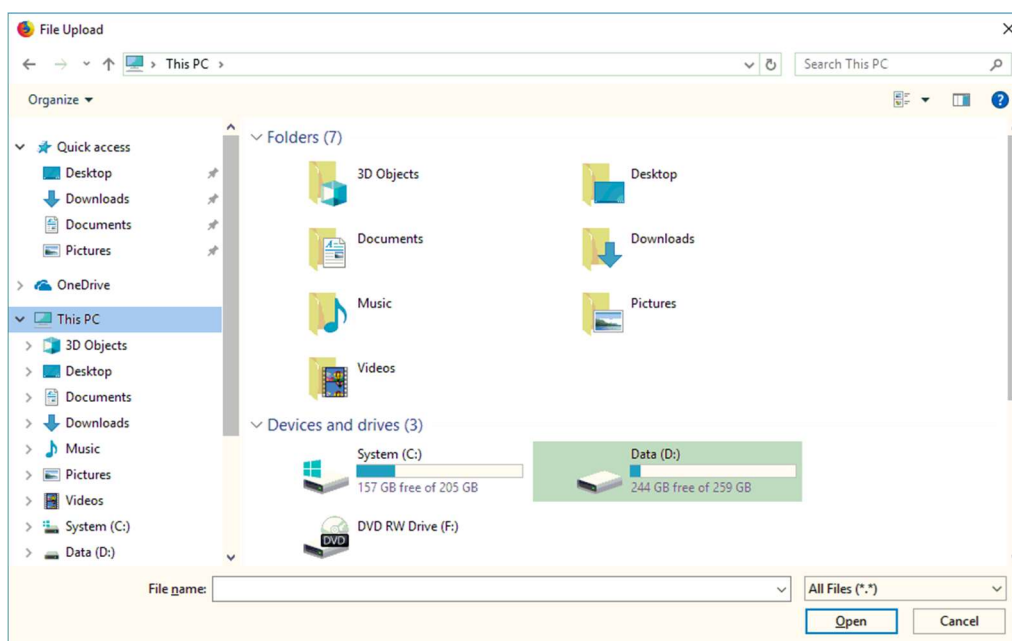 File Upload
This PC
Search This PC
Organize
?
Quick access
Desktop
Downloads
Documents
Pictures
OneDrive
This PC
3D Objects
Desktop
Documents
Downloads
Music
Pictures
Videos
System (C:)
Data (D:)
Folders (7)
3D Objects
Desktop
Documents
Downloads
Music
Pictures
Videos
Devices and drives (3)
System (C:)
157 GB free of 205 GB
Data (D:)
244 GB free of 259 GB
DVD RW Drive (F:)
DVD
File name:
All Files (*.*)
Open
Cancel